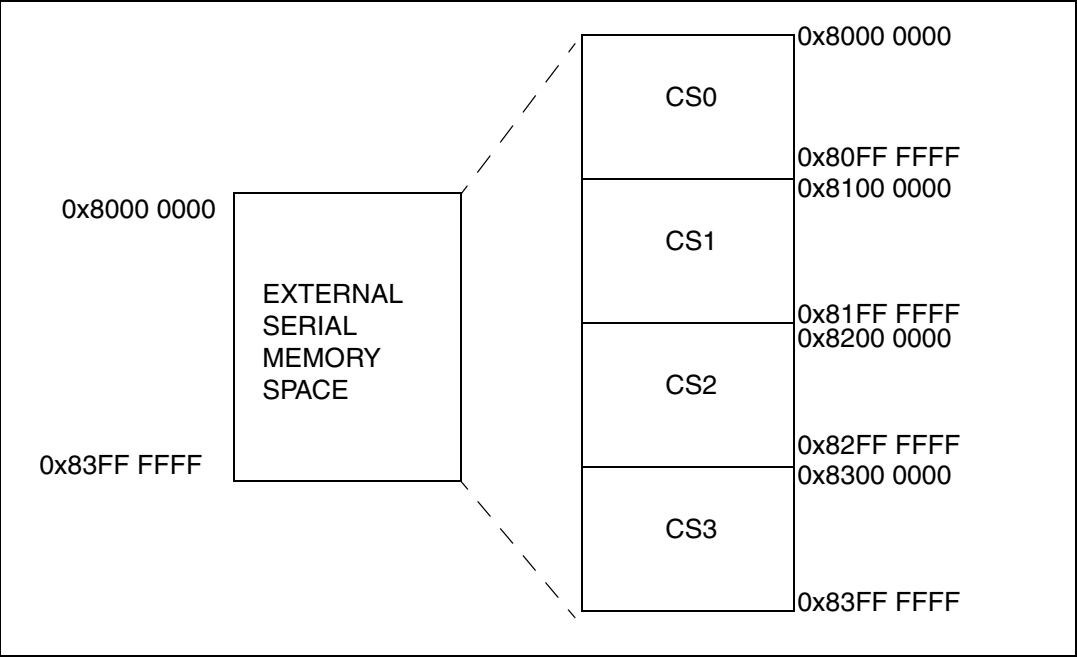 0x8000 0000
EXTERNAL
SERIAL
MEMORY
SPACE
0x83FF FFFF
0x8000 0000
CS0
0x80FF FFFF
0x8100 0000
CS1
0x81FF FFFF
0x8200 0000
CS2
0x82FF FFFF
0x8300 0000
CS3
0x83FF FFFF